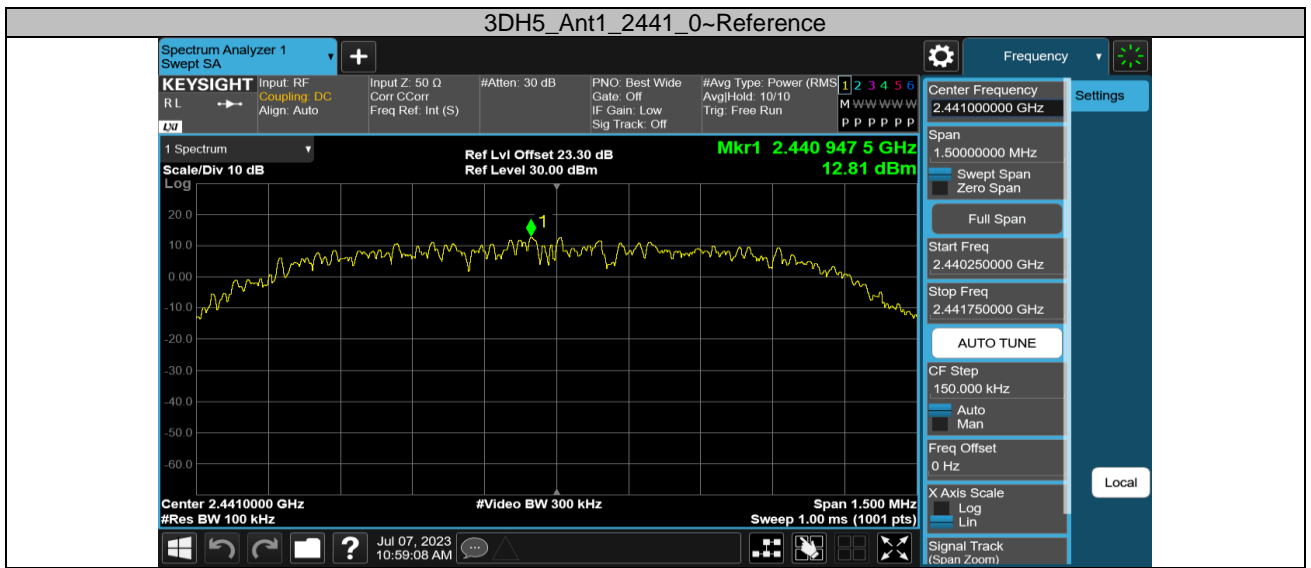 3DH5_Ant1_2441_0~Reference
Spectrum Analyzer 1
Swept SA
Frequency
KEYSIGHT
R L
LXI
Input: RF
Coupling: DC
Align: Auto
Input Z: 50 Ω
Corr CCorr
Freq Ref: Int (S)
#Atten: 30 dB
PNO: Best Wide
Gate: Off
IF Gain: Low
Sig Track: Off
#Avg Type: Power (RMS
Avg|Hold: 10/10
Trig: Free Run
1 2 3 4 5 6
M W W W W W
P P P P P P
1 Spectrum
Scale/Div 10 dB
Log
Ref Lvl Offset 23.30 dB
Ref Level 30.00 dBm
Mkr1 2.440 947 5 GHz
12.81 dBm
1
20.0
10.0
0.00
-10.0
-20.0
-30.0
-40.0
-50.0
-60.0
Center 2.4410000 GHz
#Res BW 100 kHz
#Video BW 300 kHz
Span 1.500 MHz
Sweep 1.00 ms (1001 pts)
Center Frequency
2.441000000 GHz
Span
1.50000000 MHz
Swept Span
Zero Span
Full Span
Start Freq
2.440250000 GHz
Stop Freq
2.441750000 GHz
AUTO TUNE
CF Step
150.000 kHz
Auto
Man
Freq Offset
0 Hz
X Axis Scale
Log
Lin
Signal Track
(Span Zoom)
Settings
Local
?
Jul 07, 2023
10:59:08 AM